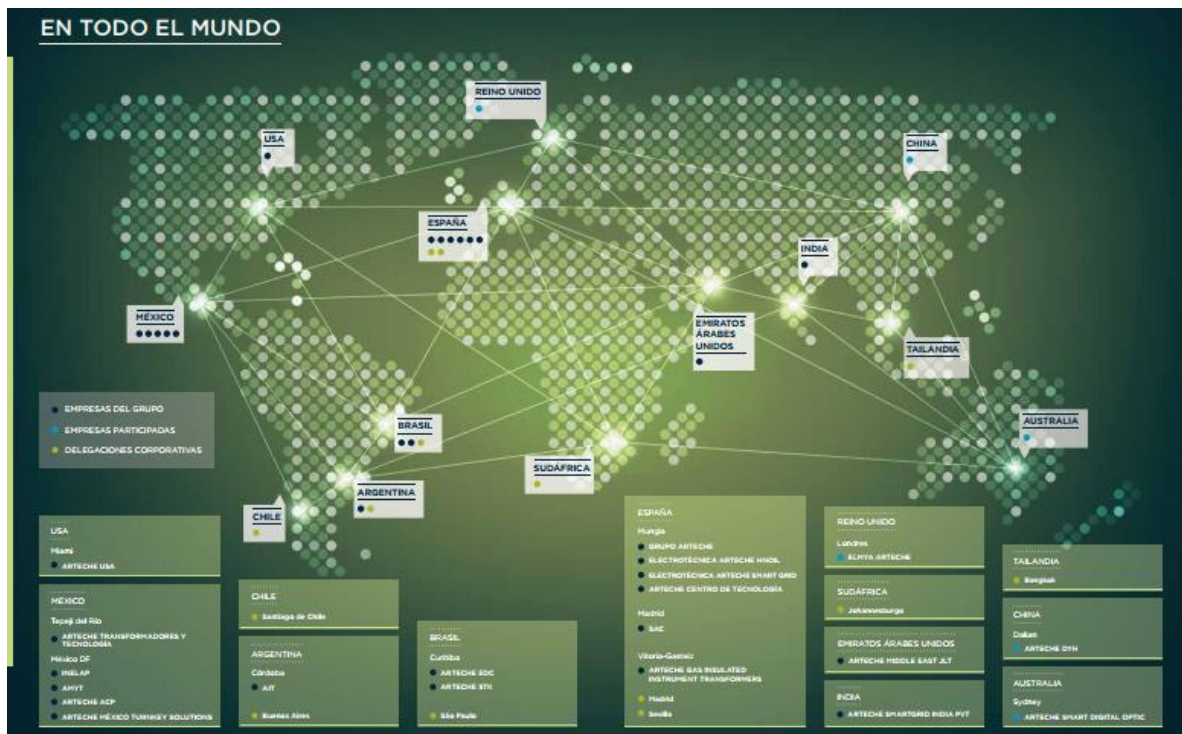 EN TODO EL MUNDO
REINO UNIDO
USA
CHINA
ESPAÑA
INDIA
MÉXICO
EMIRATOS
ÁRABES
UNIDOS
TAILANDIA
EMPRESAS DEL GRUPO
EMPRESAS PARTICIPADAS
DELEGACIONES CORPORATIVAS
BRASIL
AUSTRALIA
SUDÁFRICA
ARGENTINA
CHILE
USA
Miami
ARTECHE USA
MÉXICO
Tepeji del Río
ARTECHE TRANSFORMADORES Y
TECNOLOGÍA
México DF
INELAP
AMYT
ARTECHE ACP
ARTECHE MÉXICO TURNKEY SOLUTIONS
CHILE
Santiago de Chile
ARGENTINA
Córdoba
AIT
Buenos Aires
BRASIL
Curitiba
ARTECHE EDC
ARTECHE STK
São Paulo
ESPAÑA
Mungia
GRUPO ARTECHE
ELECTROTÉCNICA ARTECHE HNOS.
ELECTROTÉCNICA ARTECHE SMART GRID
ARTECHE CENTRO DE TECNOLOGÍA
Madrid
SAC
Vitoria-Gasteiz
ARTECHE GAS INSULATED
INSTRUMENT TRANSFORMERS
Madrid
Sevilla
REINO UNIDO
Londres
ELMYA ARTECHE
SUDÁFRICA
Johannesburgo
EMIRATOS ÁRABES UNIDOS
ARTECHE MIDDLE EAST JLT
INDIA
ARTECHE SMARTGRID INDIA PVT
TAILANDIA
Bangkok
CHINA
Dalian
ARTECHE DYH
AUSTRALIA
Sydney
ARTECHE SMART DIGITAL OPTIC